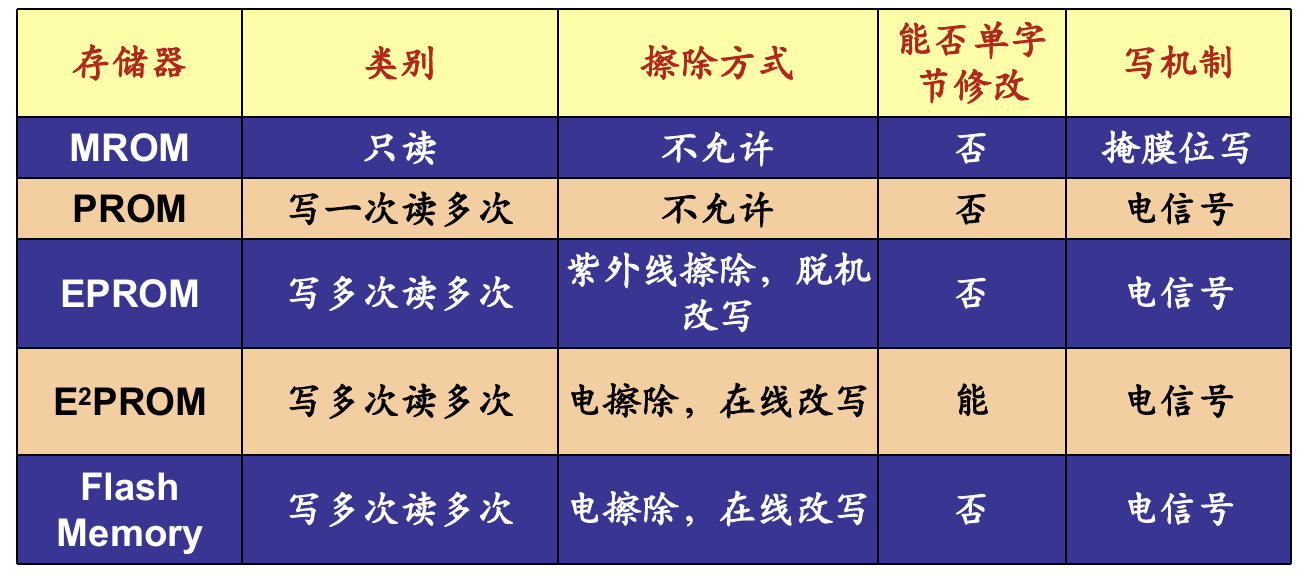 存储器 类别 擦除方式 能否单字
节修改 写机制
MROM 只读 不允许 否 掩膜位写
PROM 写一次读多次 不允许 否 电信号
EPROM 写多次读多次 紫外线擦除，脱机
改写 否 电信号
E²PROM 写多次读多次 电擦除，在线改写 能 电信号
Flash
Memory 写多次读多次 电擦除，在线改写 否 电信号